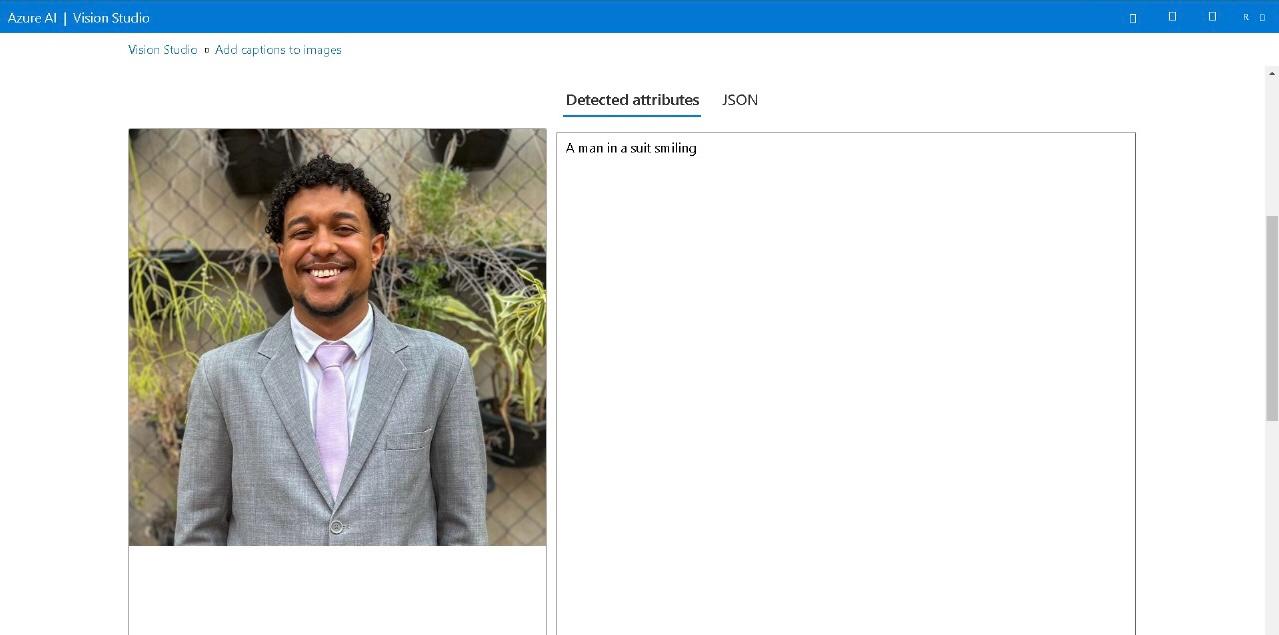 Azure AI | Vision Studio
R
Vision Studio
Add captions to images
Detected attributes
JSON
A man in a suit smiling